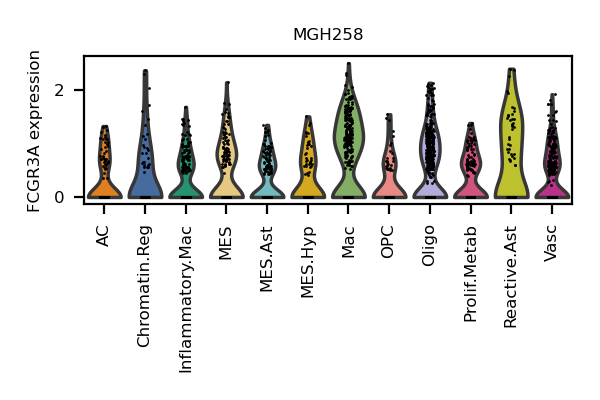 MGH258
FCGR3A expression
2
0
AC
Chromatin.Reg
Inflammatory.Mac
MES
MES.Ast
MES.Hyp
Mac
OPC
Oligo
Prolif.Metab
Reactive.Ast
Vasc